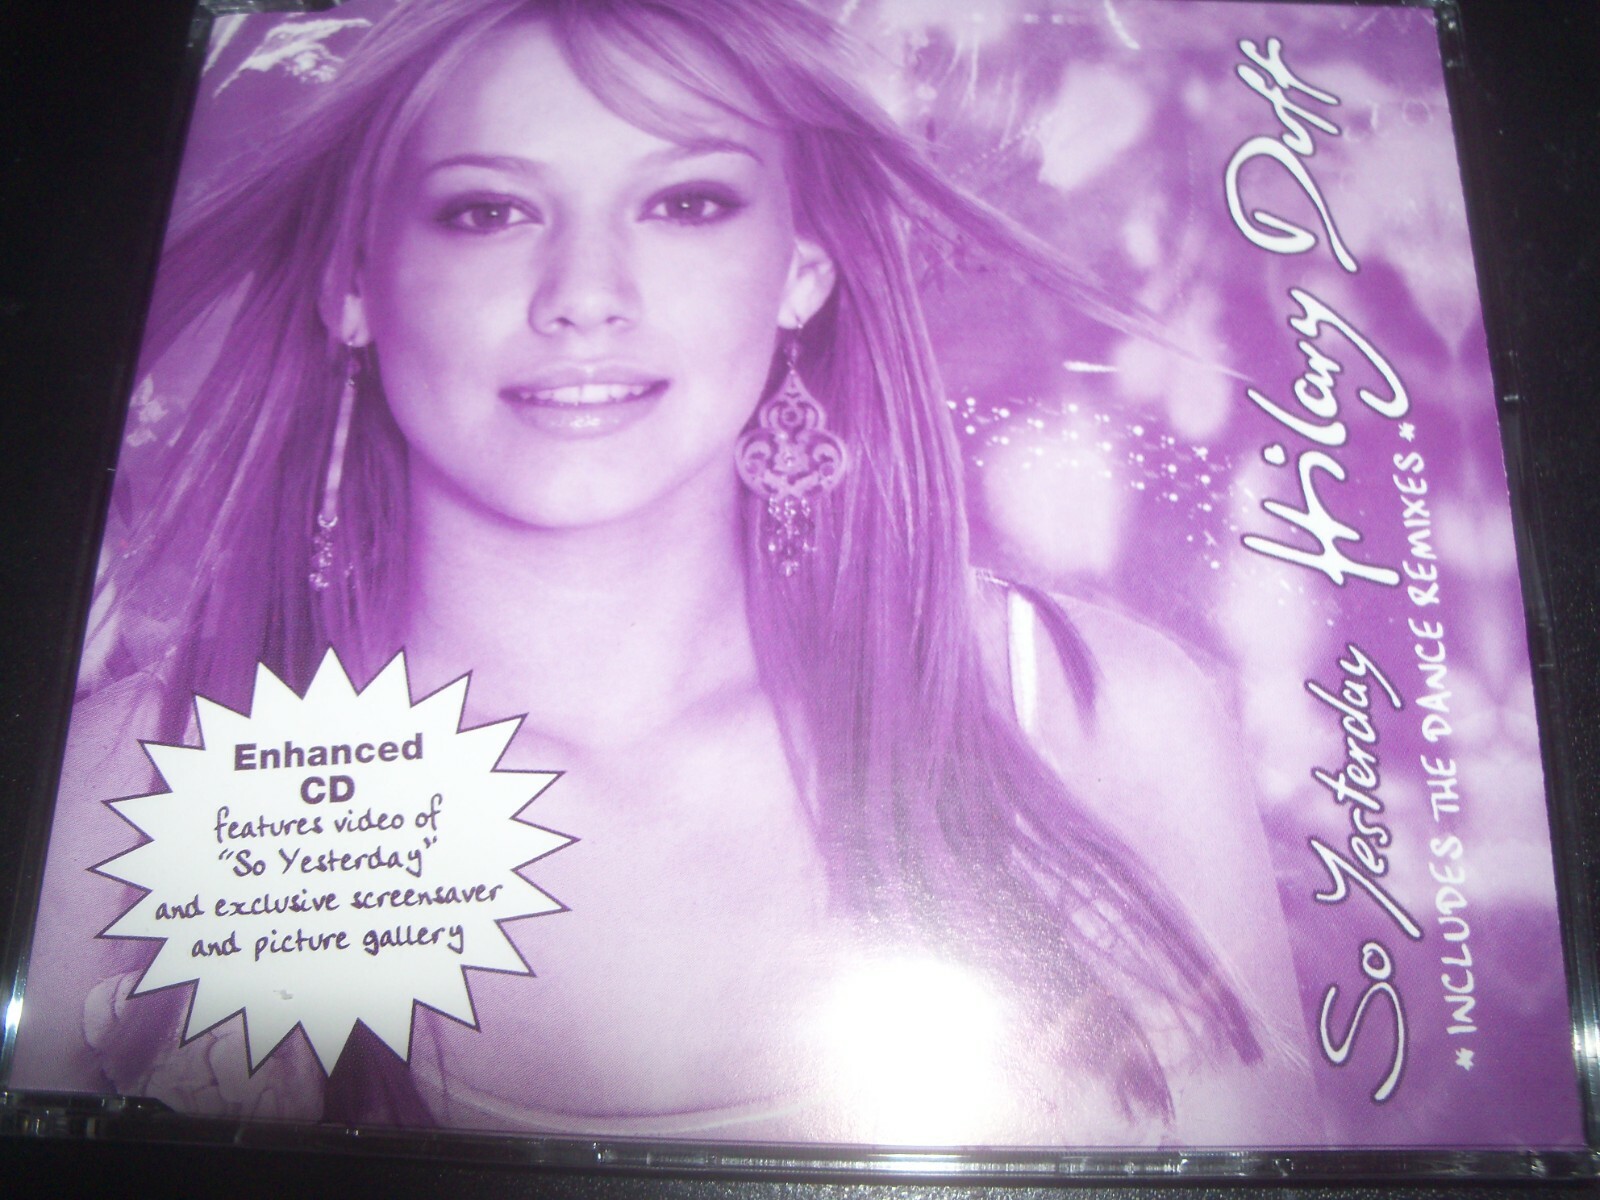 Hilary Duff
So Yesterday
* INCLUDES THE DANCE REMIXES *
Enhanced
CD
features video of
"So Yesterday"
and exclusive screensaver
and picture gallery